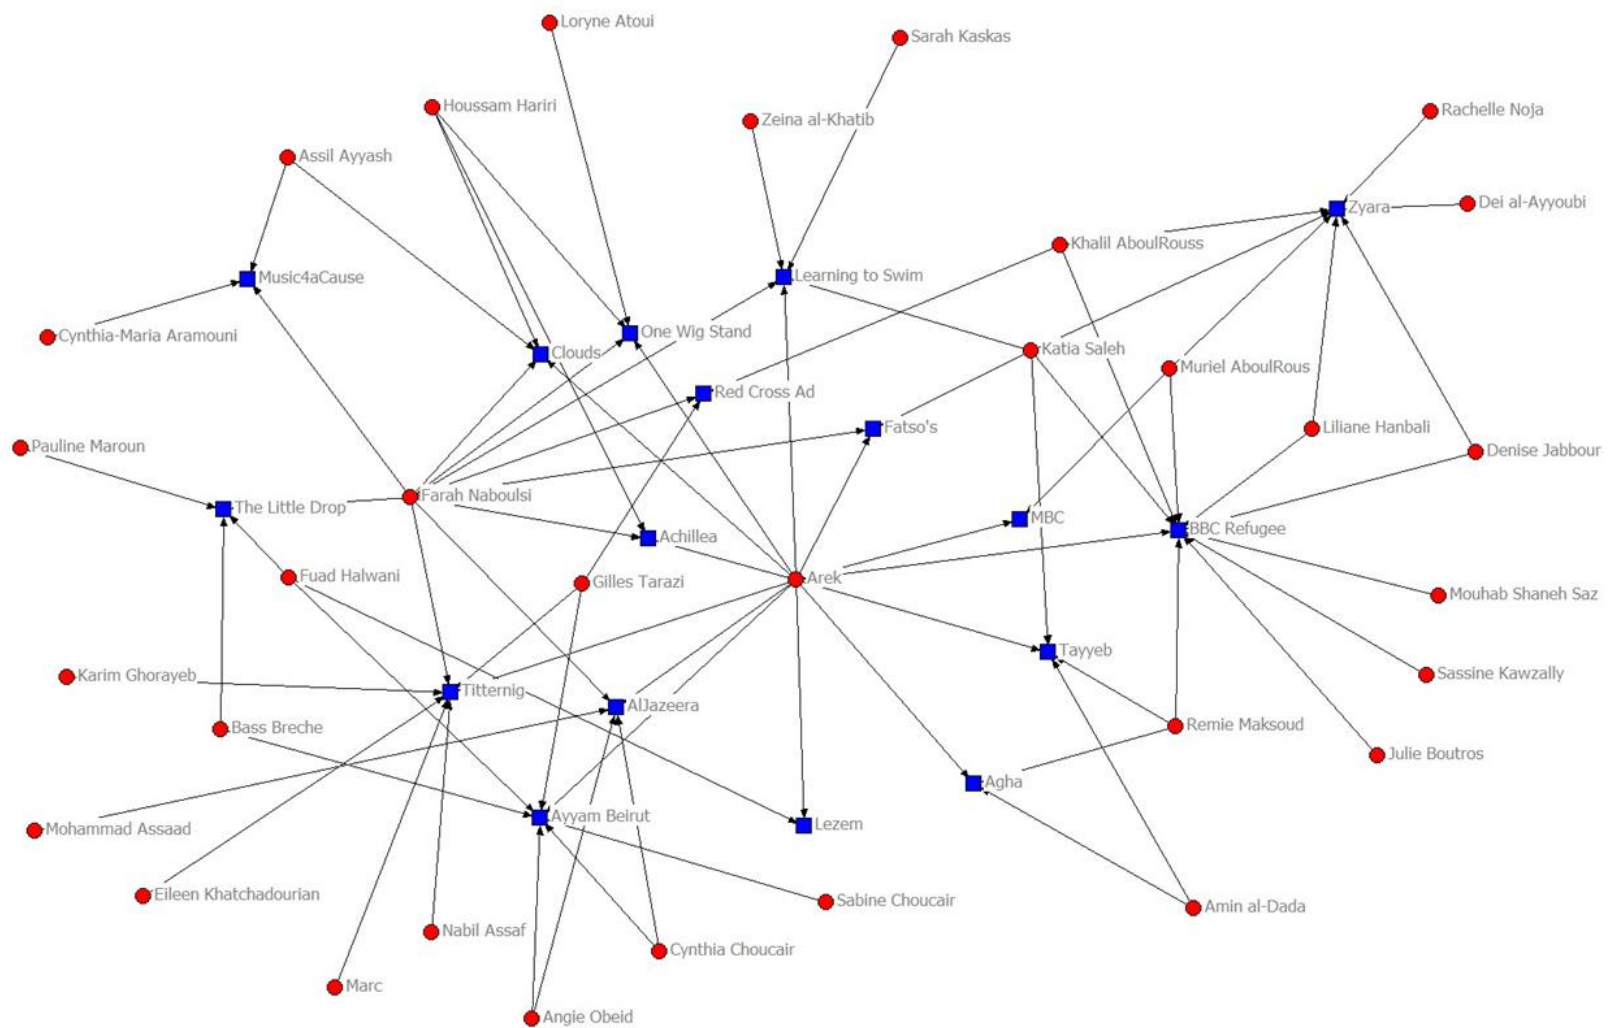 Loryne Atoui
Sarah Kaskas
Houssam Hariri
Zeina al-Khatib
Rachelle Noja
Assil Ayyash
Dei al-Ayyoubi
Zyara
Khalil AboulRouss
Music4aCause
Learning to Swim
Cynthia-Maria Aramouni
One Wig Stand
Clouds
Katia Saleh
Muriel AboulRous
Red Cross Ad
Fatso's
Liliane Hanbali
Pauline Maroun
Denise Jabbour
Farah Naboulsi
The Little Drop
MBC
BBC Refugee
Achillea
Fuad Halwani
Gilles Tarazi
Arek
Mouhab Shaneh Saz
Tayyeb
Karim Ghorayeb
Sassine Kawzally
Titternig
AlJazeera
Bass Breche
Remie Maksoud
Julie Boutros
Agha
Ayyam Beirut
Lezem
Mohammad Assaad
Eileen Khatchadourian
Sabine Choucair
Amin al-Dada
Nabil Assaf
Cynthia Choucair
Marc
Angie Obeid